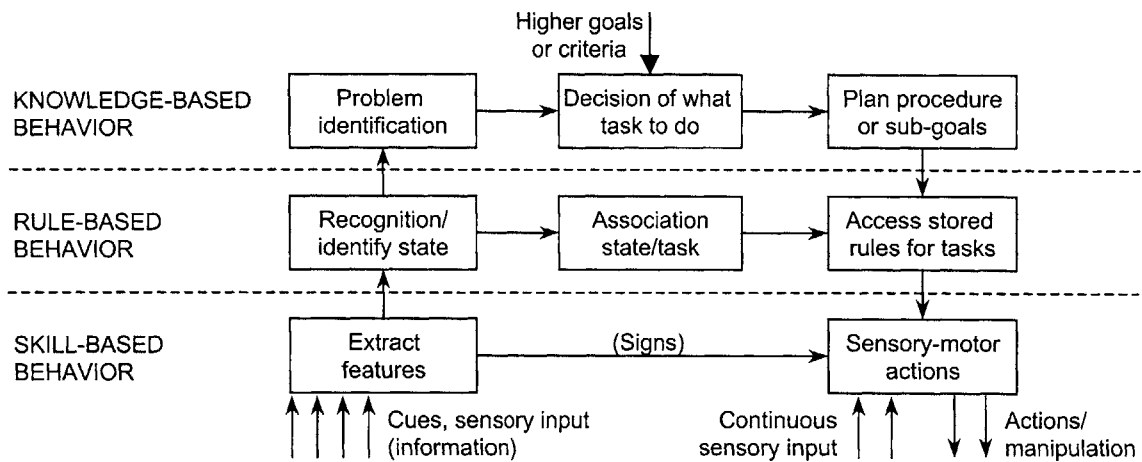 Higher goals
or criteria
KNOWLEDGE-BASED
BEHAVIOR
Problem
identification
Decision of what
task to do
Plan procedure
or sub-goals
RULE-BASED
BEHAVIOR
Recognition/
identify state
Association
state/task
Access stored
rules for tasks
SKILL-BASED
BEHAVIOR
Extract
features
(Signs)
Sensory-motor
actions
Cues, sensory input
(information)
Continuous
sensory input
Actions/
manipulation